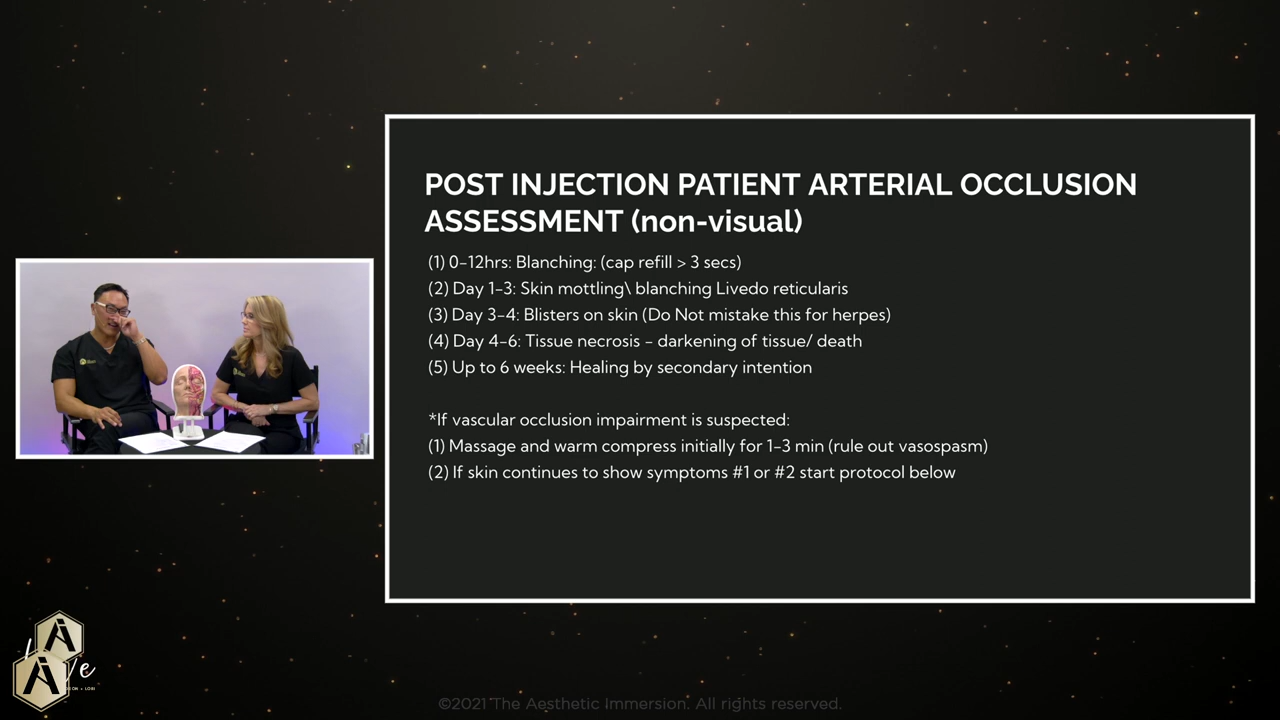 POST INJECTION PATIENT ARTERIAL OCCLUSION
ASSESSMENT (non-visual)
(1) 0-12hrs: Blanching: (cap refill > 3 secs)
(2) Day 1-3: Skin mottling\ blanching Livedo reticularis
(3) Day 3-4: Blisters on skin (Do Not mistake this for herpes)
(4) Day 4-6: Tissue necrosis - darkening of tissue/ death
(5) Up to 6 weeks: Healing by secondary intention
*If vascular occlusion impairment is suspected:
(1) Massage and warm compress initially for 1-3 min (rule out vasospasm)
(2) If skin continues to show symptoms #1 or #2 start protocol below
©2021 The Aesthetic Immersion. All rights reserved.